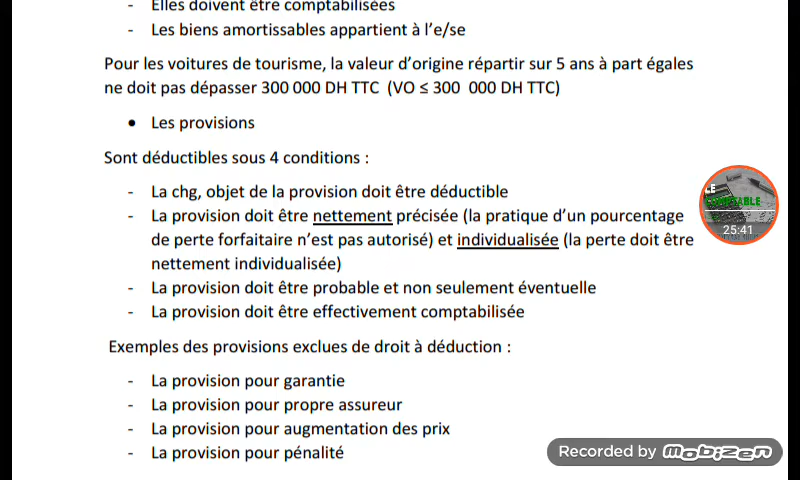 - Elles doivent être comptabilisées
- Les biens amortissables appartient à l'e/se
Pour les voitures de tourisme, la valeur d'origine répartir sur 5 ans à part égales
ne doit pas dépasser 300 000 DH TTC (VO ≤ 300 000 DH TTC)
• Les provisions
Sont déductibles sous 4 conditions :
- La chg, objet de la provision doit être déductible
- La provision doit être nettement précisée (la pratique d'un pourcentage
de perte forfaitaire n'est pas autorisé) et individualisée (la perte doit être
nettement individualisée)
- La provision doit être probable et non seulement éventuelle
- La provision doit être effectivement comptabilisée
Exemples des provisions exclues de droit à déduction :
- La provision pour garantie
- La provision pour propre assureur
- La provision pour augmentation des prix
- La provision pour pénalité
25:41
Recorded by mobizen